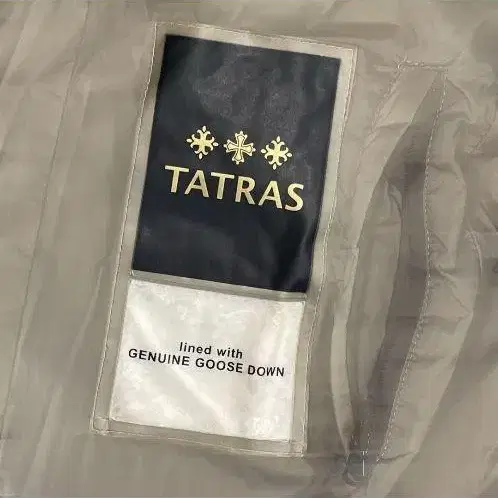 TATRAS
lined with
GENUINE GOOSE DOWN